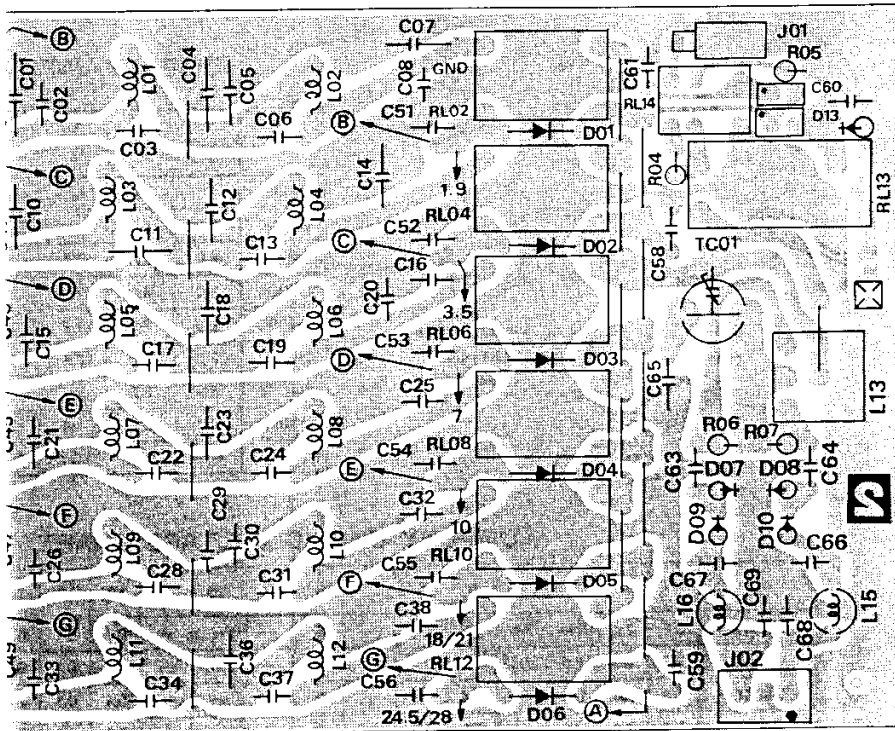 B
C07
J01
C01
C02
L01
C04
C05
L02
C08
GND
C61
R05
RL14
C60
D13
C51
RL02
B
C06
C03
D01
C
L03
C12
L04
C14
1.9
R04
RL13
C10
C11
C13
C52
RL04
C
D02
C58
TC01
D
C16
L05
C18
L06
C20
3.5
C15
C17
C19
C53
RL06
D
D03
C65
L13
E
C25
7
L07
C23
L08
R06
R07
C21
C22
C24
C54
RL08
E
D04
C63
D07
D08
C64
F
C29
C32
10
L09
C30
L10
D09
D10
C26
C28
C31
C55
RL10
F
D05
C66
C67
C69
L16
L15
G
C38
18/21
L11
C36
L12
C68
C33
C34
C37
G
RL12
C56
C59
J02
24.5/28
D06
A